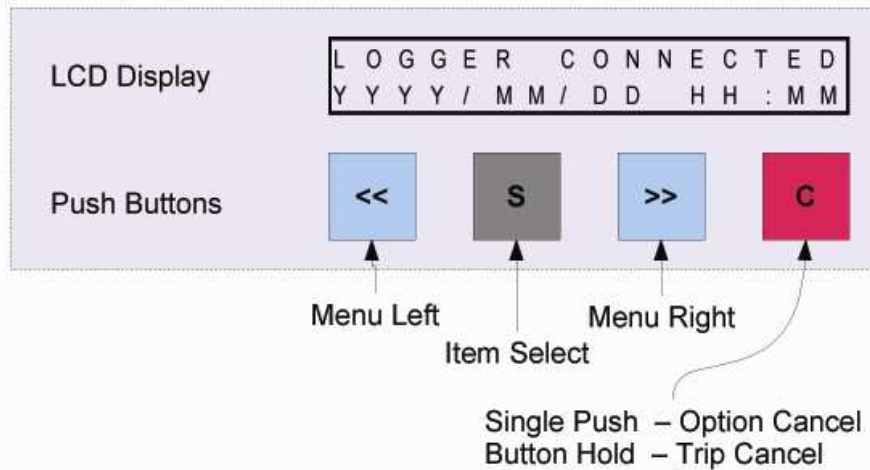 LCD Display
LOGGER CONNECTED
YYYY/MM/DD HH:MM
Push Buttons
<< S >> C
Menu Left
Menu Right
Item Select
Single Push – Option Cancel
Button Hold – Trip Cancel